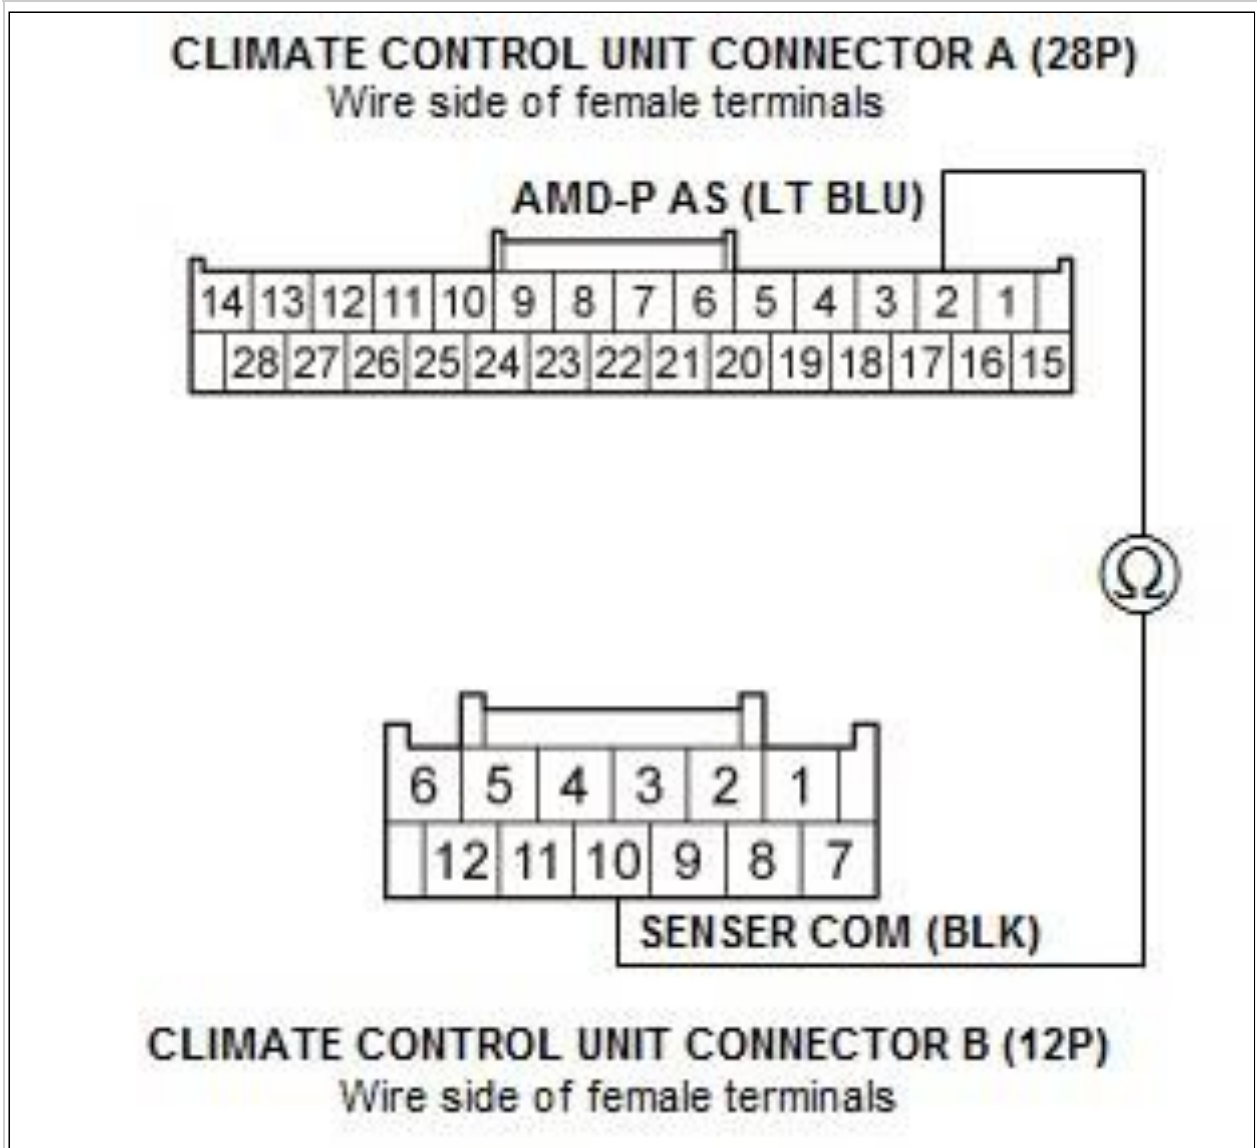 CLIMATE CONTROL UNIT CONNECTOR A (28P)
Wire side of female terminals
AMD-P AS (LT BLU)
14 13 12 11 10 9 8 7 6 5 4 3 2 1
28 27 26 25 24 23 22 21 20 19 18 17 16 15
Ω
6 5 4 3 2 1
12 11 10 9 8 7
SENSER COM (BLK)
CLIMATE CONTROL UNIT CONNECTOR B (12P)
Wire side of female terminals